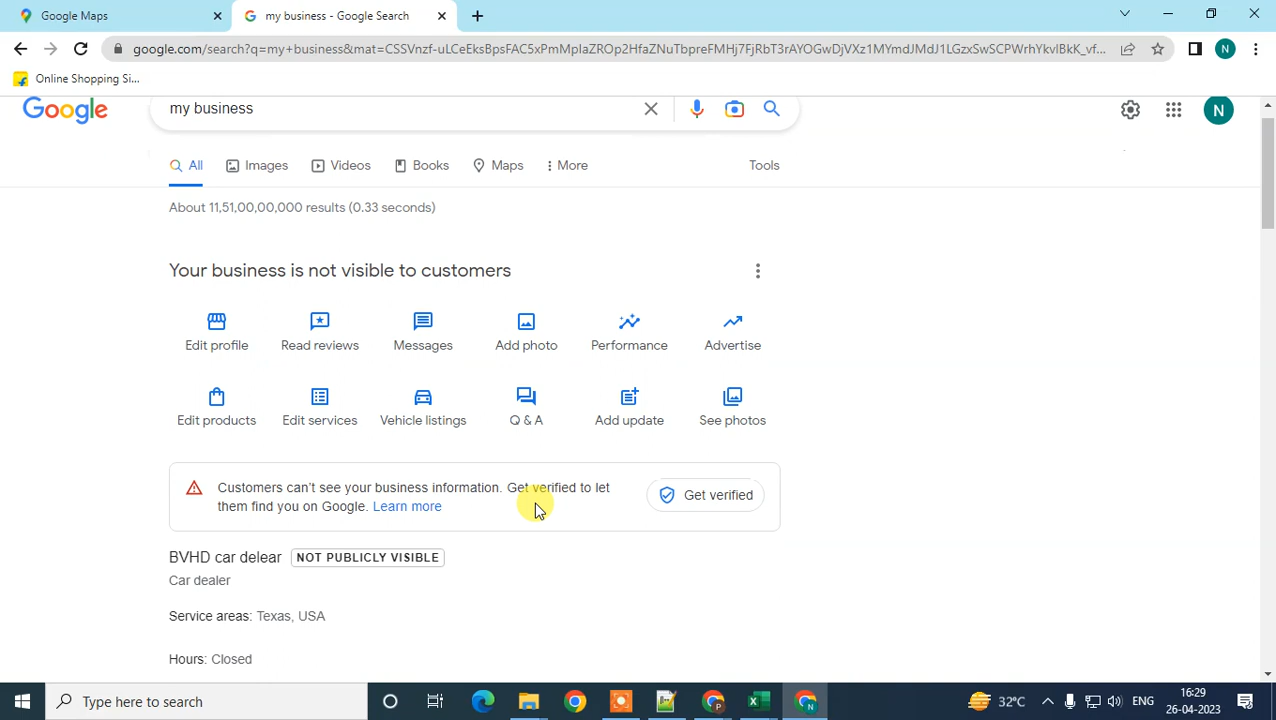 Google Maps
my business - Google Search
google.com/search?q=my+business&mat=CSSVnzf-uLCeEksBpsFAC5xPmMplaZROp2HfaZNuTbpreFMHj7FjRbT3rAYOGwDjVXz1MYmdJMdJ1LGzxSwSCPWrhYkvlBkK_vf...
N
Online Shopping Si...
Google
my business
N
All Images Videos Books Maps More Tools
About 11,51,00,00,000 results (0.33 seconds)
Your business is not visible to customers
Edit profile Read reviews Messages Add photo Performance Advertise
Edit products Edit services Vehicle listings Q & A Add update See photos
Customers can't see your business information. Get verified to let
them find you on Google. Learn more
Get verified
BVHD car delear NOT PUBLICLY VISIBLE
Car dealer
Service areas: Texas, USA
Hours: Closed
Type here to search
32°C
ENG
16:29
26-04-2023